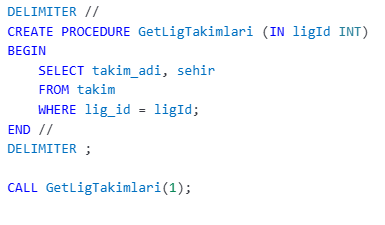 DELIMITER //
CREATE PROCEDURE GetLigTakimlari (IN ligId INT)
BEGIN
    SELECT takim_adi, sehir
    FROM takim
    WHERE lig_id = ligId;
END //
DELIMITER ;

CALL GetLigTakimlari(1);